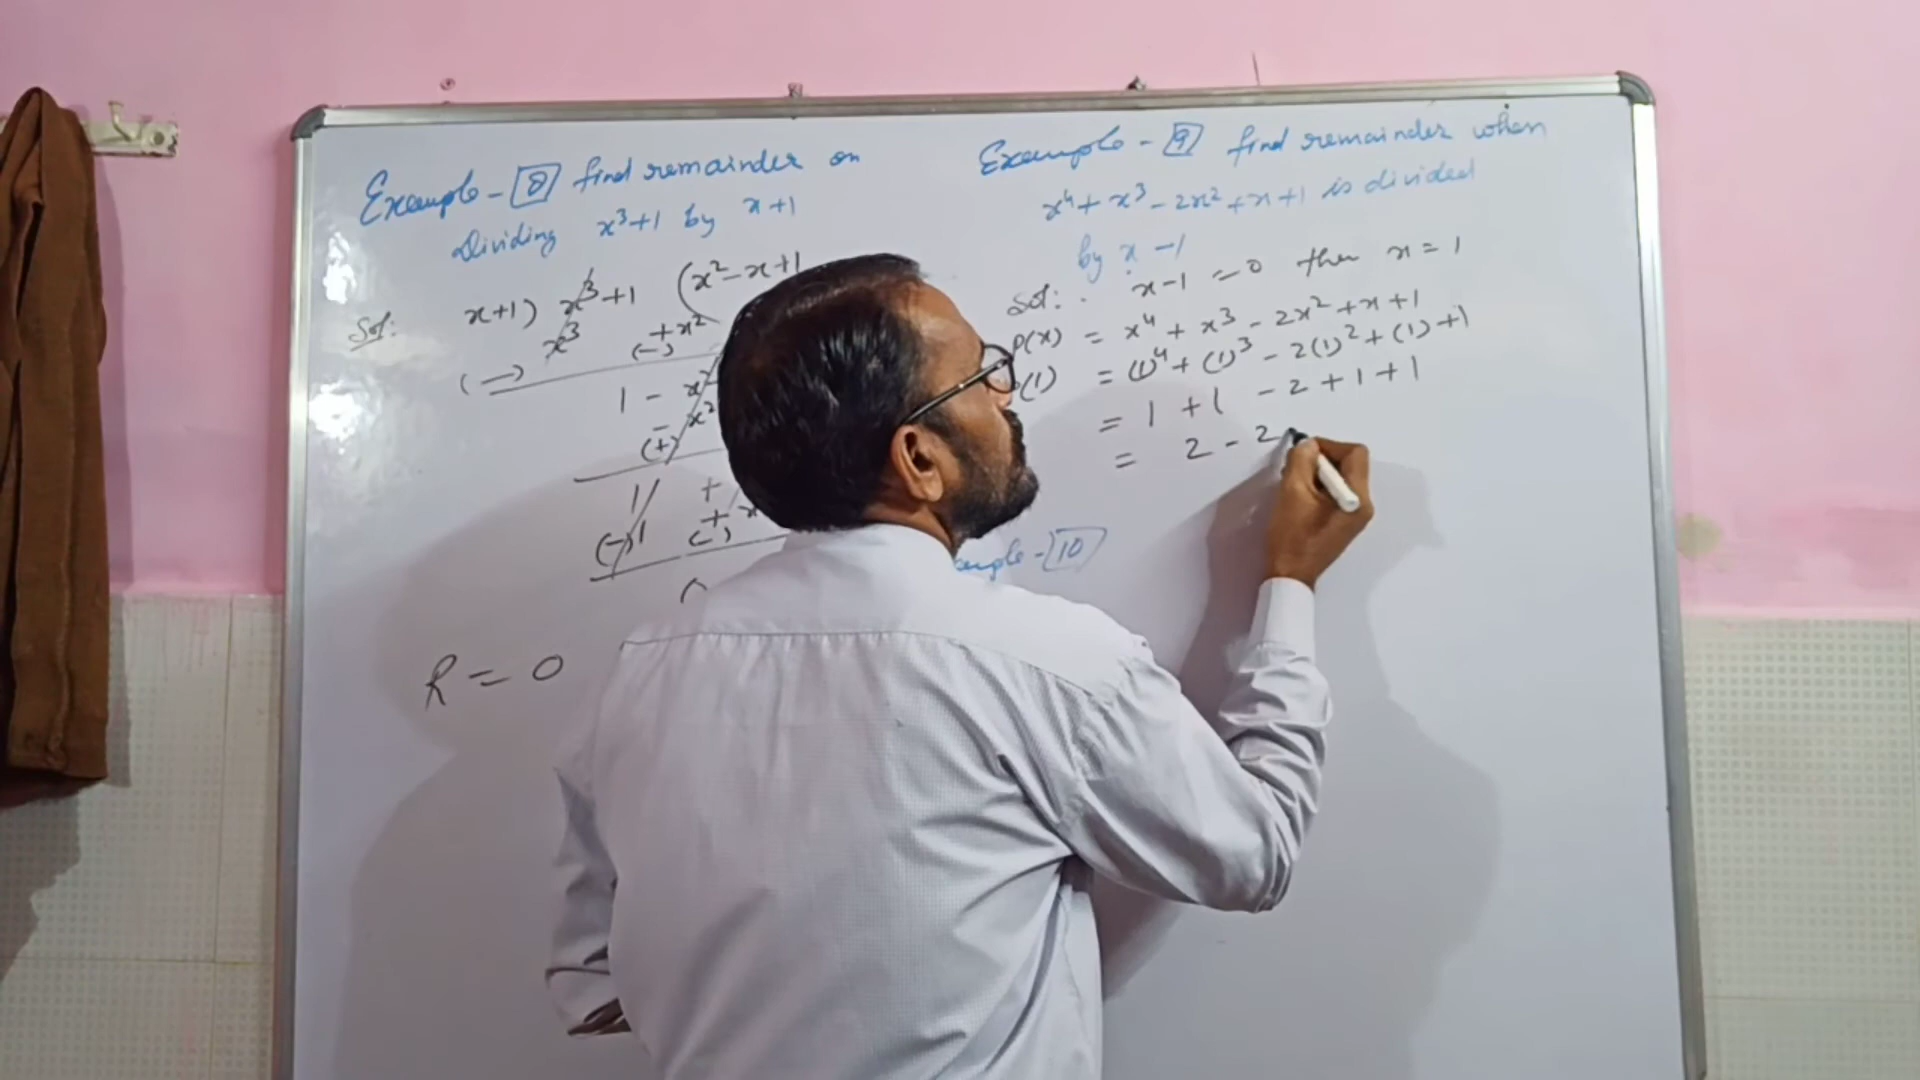 Example - 8 find remainder on
Dividing x³+1 by x+1
Sol: x+1) x³+1 (x²-x+1
x³ + x²
(-) (-)
1 - x²
- x²
(+)
1 +
(-)1 + x
(-)
R = 0
Example - 9 find remainder when
x⁴ + x³ - 2x² + x + 1 is divided
by x - 1
Sol: x-1 = 0 then x = 1
p(x) = x⁴ + x³ - 2x² + x + 1
(1) = (1)⁴ + (1)³ - 2(1)² + (1) + 1
= 1 + 1 - 2 + 1 + 1
= 2 - 2
ample - 10